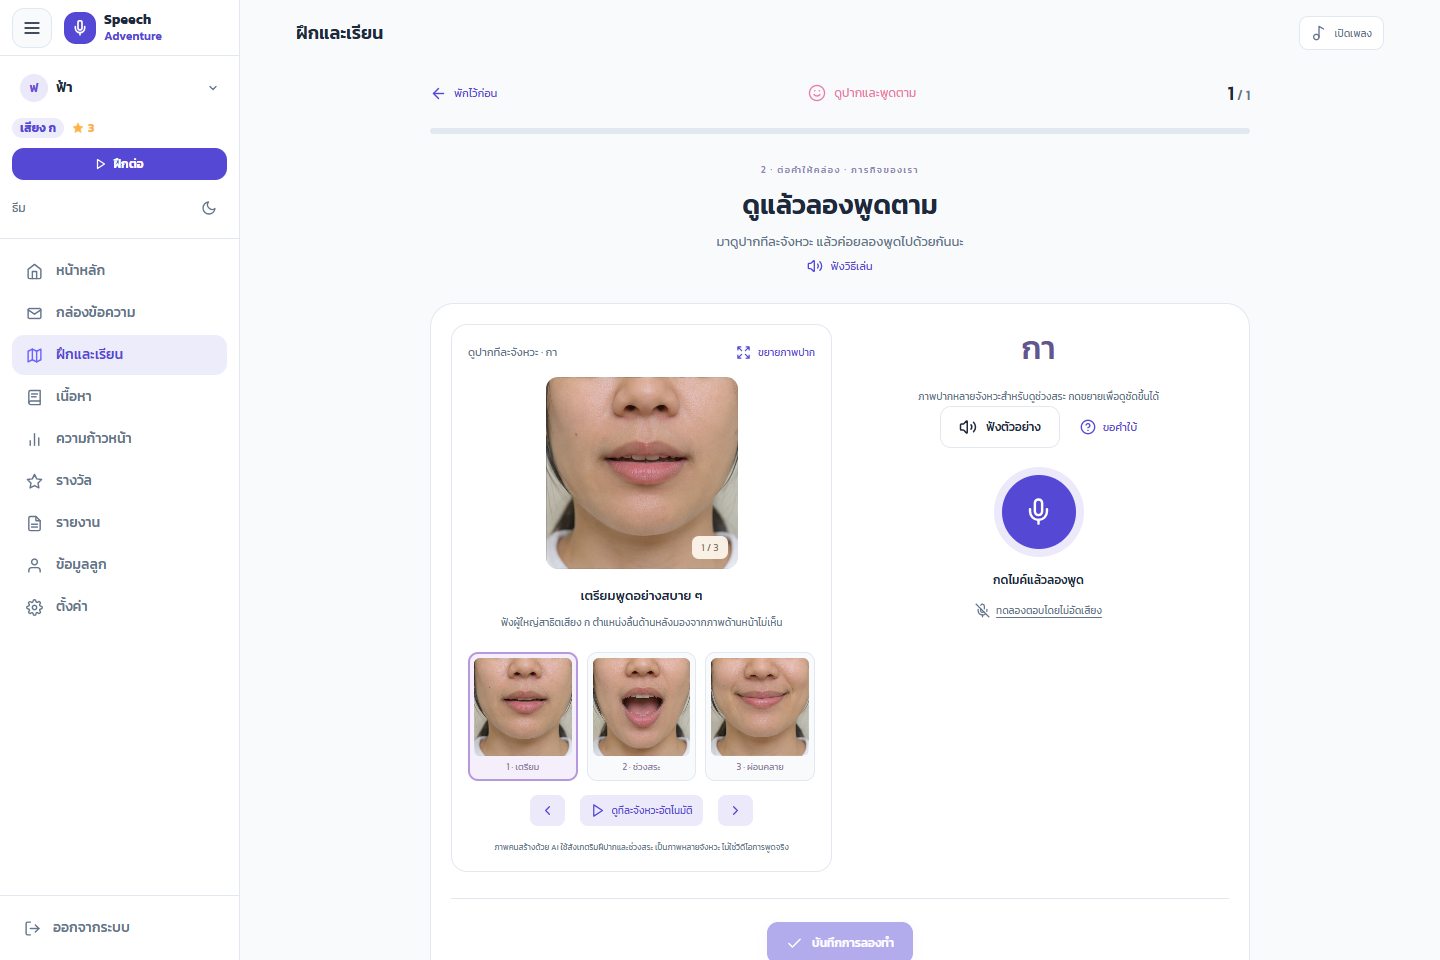 Speech
Adventure
ฟ
ฟ้า
เสียง ก
3
ฝึกต่อ
ธีม
หน้าหลัก
กล่องข้อความ
ฝึกและเรียน
เนื้อหา
ความก้าวหน้า
รางวัล
รายงาน
ข้อมูลลูก
ตั้งค่า
ออกจากระบบ
ฝึกและเรียน
เปิดเพลง
พักไว้ก่อน
ดูปากและพูดตาม
1 / 1
2 · ต่อคำให้คล่อง · ภารกิจของเรา
ดูแล้วลองพูดตาม
มาดูปากทีละจังหวะ แล้วค่อยลองพูดไปด้วยกันนะ
ฟังวิธีเล่น
ดูปากทีละจังหวะ · กา
ขยายภาพปาก
1 / 3
เตรียมพูดอย่างสบาย ๆ
ฟังผู้ใหญ่สาธิตเสียง ก ตำแหน่งลิ้นด้านหลังมองจากภาพด้านหน้าไม่เห็น
1 · เตรียม
2 · ช่วงสระ
3 · ผ่อนคลาย
ดูทีละจังหวะอัตโนมัติ
ภาพคนสร้างด้วย AI ใช้สังเกตริมฝีปากและช่วงสระ เป็นภาพหลายจังหวะ ไม่ใช่วิดีโอการพูดจริง
กา
ภาพปากหลายจังหวะสำหรับดูช่วงสระ กดขยายเพื่อดูชัดขึ้นได้
ฟังตัวอย่าง
ขอคำใบ้
กดไมค์แล้วลองพูด
ทดลองตอบโดยไม่อัดเสียง
บันทึกการลองทำ